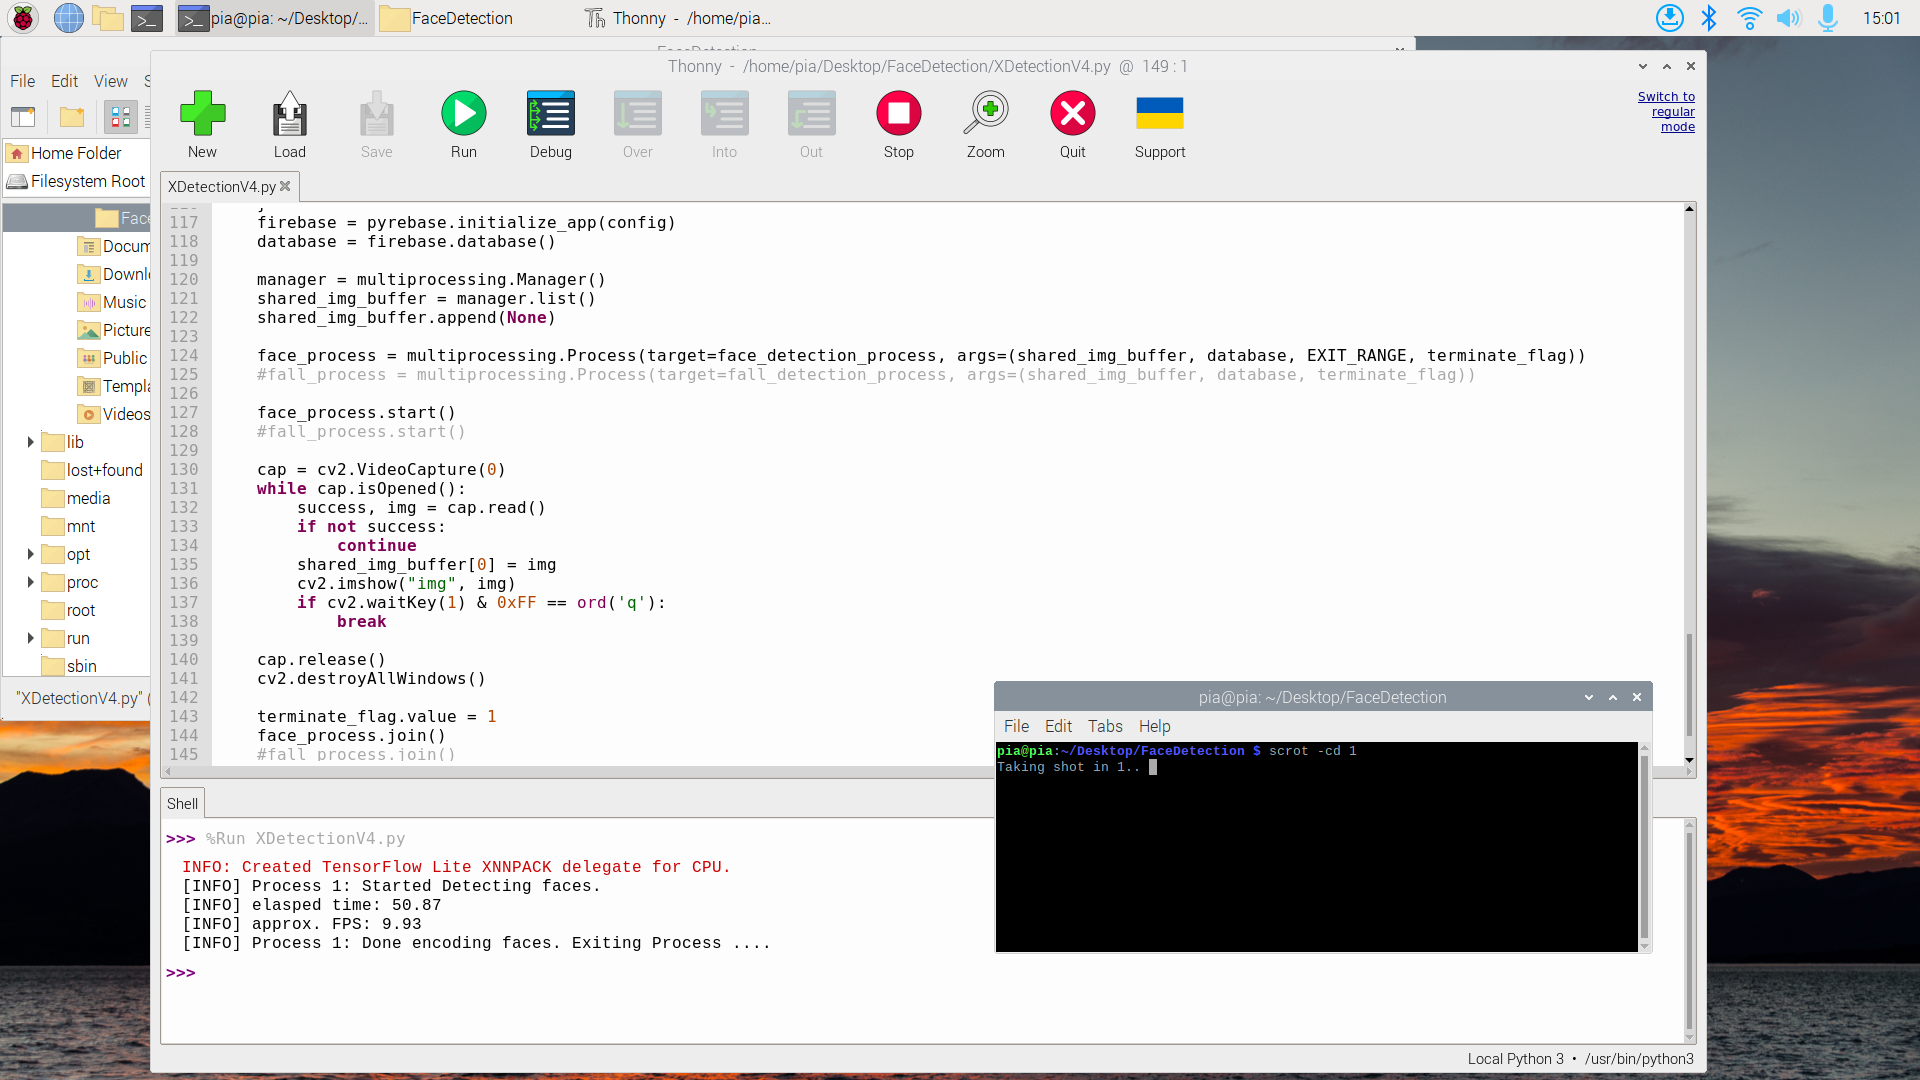 pia@pia: ~/Desktop/...
FaceDetection
Thonny - /home/pia...
15:01
FaceDetection
Thonny - /home/pia/Desktop/FaceDetection/XDetectionV4.py @ 149 : 1
File Edit View
New
Load
Save
Run
Debug
Over
Into
Out
Stop
Zoom
Quit
Support
Switch to
regular
mode
Home Folder
Filesystem Root
Face
Docum
Downl
Music
Picture
Public
Templa
Videos
lib
lost+found
media
mnt
opt
proc
root
run
sbin
"XDetectionV4.py" (
XDetectionV4.py
117 firebase = pyrebase.initialize_app(config)
118 database = firebase.database()
119
120 manager = multiprocessing.Manager()
121 shared_img_buffer = manager.list()
122 shared_img_buffer.append(None)
123
124 face_process = multiprocessing.Process(target=face_detection_process, args=(shared_img_buffer, database, EXIT_RANGE, terminate_flag))
125 #fall_process = multiprocessing.Process(target=fall_detection_process, args=(shared_img_buffer, database, terminate_flag))
126
127 face_process.start()
128 #fall_process.start()
129
130 cap = cv2.VideoCapture(0)
131 while cap.isOpened():
132 success, img = cap.read()
133 if not success:
134 continue
135 shared_img_buffer[0] = img
136 cv2.imshow("img", img)
137 if cv2.waitKey(1) & 0xFF == ord('q'):
138 break
139
140 cap.release()
141 cv2.destroyAllWindows()
142
143 terminate_flag.value = 1
144 face_process.join()
145 #fall_process.join()
Shell
>>> %Run XDetectionV4.py
INFO: Created TensorFlow Lite XNNPACK delegate for CPU.
[INFO] Process 1: Started Detecting faces.
[INFO] elasped time: 50.87
[INFO] approx. FPS: 9.93
[INFO] Process 1: Done encoding faces. Exiting Process ....
>>>
pia@pia: ~/Desktop/FaceDetection
File Edit Tabs Help
pia@pia:~/Desktop/FaceDetection $ scrot -cd 1
Taking shot in 1..
Local Python 3 • /usr/bin/python3